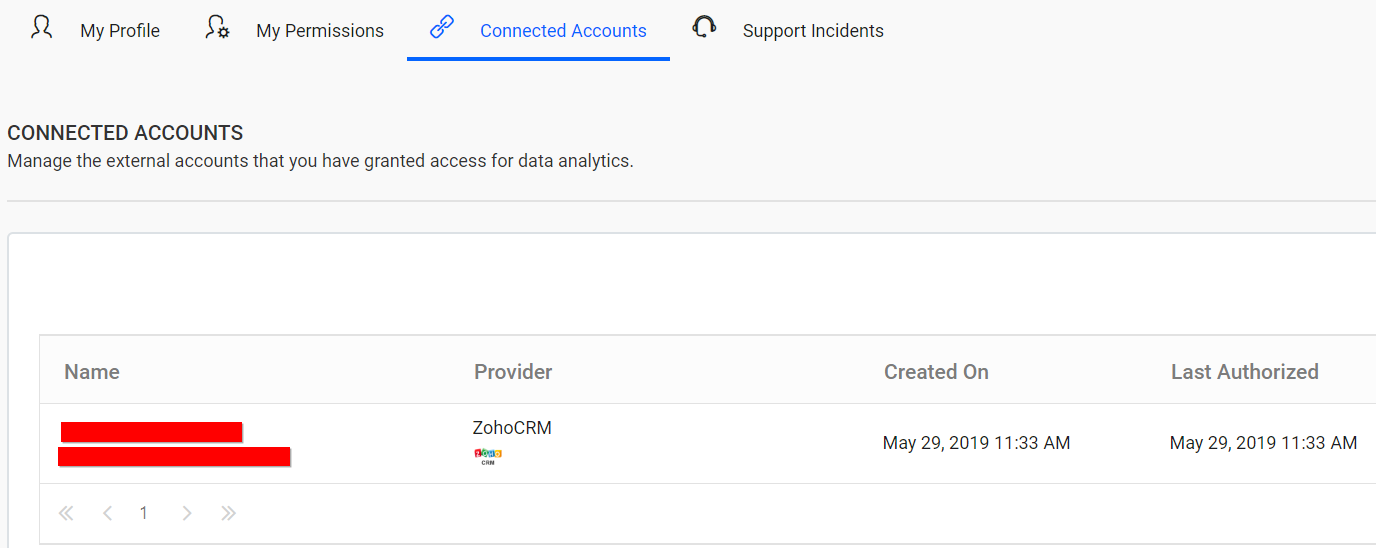 My Profile My Permissions Connected Accounts Support Incidents
CONNECTED ACCOUNTS
Manage the external accounts that you have granted access for data analytics.
Name Provider Created On Last Authorized
ZohoCRM
May 29, 2019 11:33 AM May 29, 2019 11:33 AM
ZOHO
CRM
1